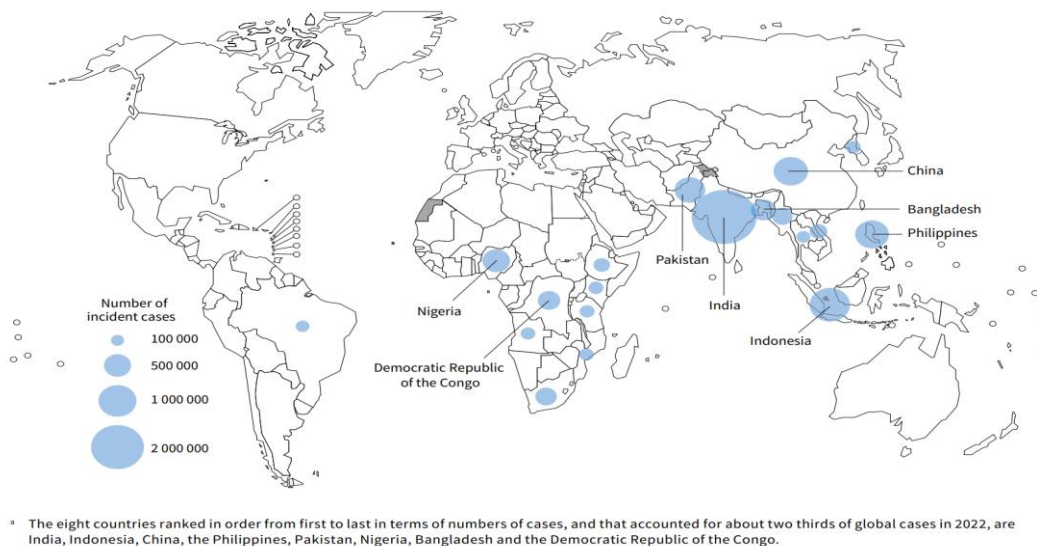 China
Bangladesh
Philippines
Pakistan
India
Nigeria
Indonesia
Democratic Republic
of the Congo
Number of
incident cases
100 000
500 000
1 000 000
2 000 000
a The eight countries ranked in order from first to last in terms of numbers of cases, and that accounted for about two thirds of global cases in 2022, are
India, Indonesia, China, the Philippines, Pakistan, Nigeria, Bangladesh and the Democratic Republic of the Congo.